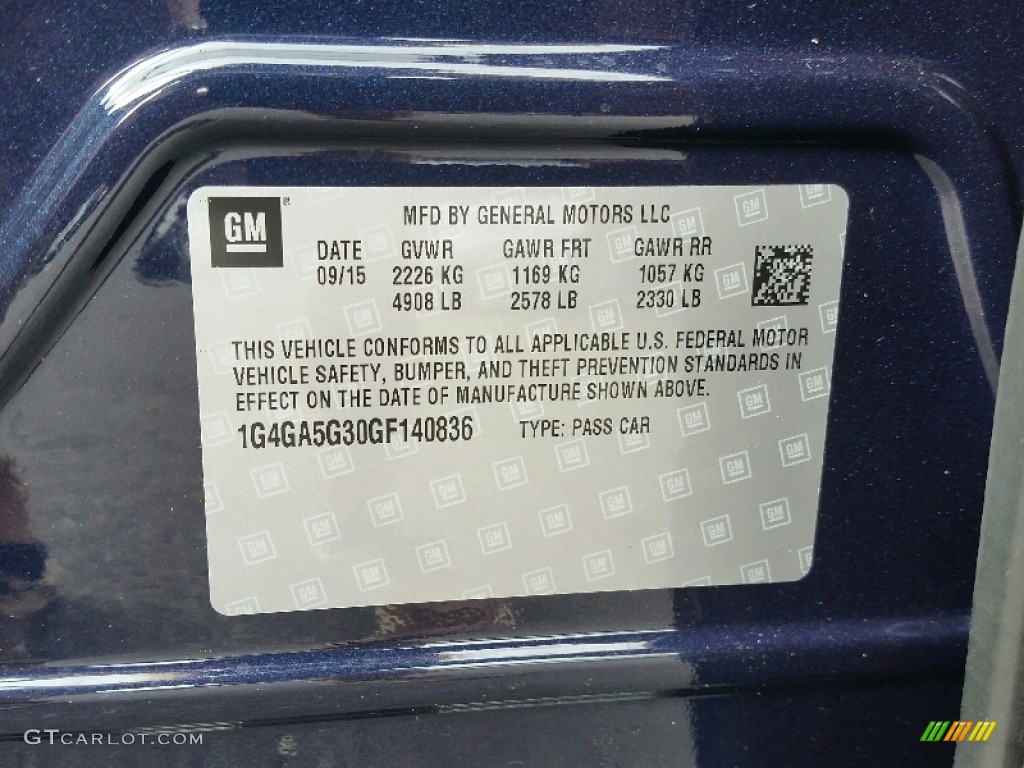 GM ®
MFD BY GENERAL MOTORS LLC
DATE GVWR GAWR FRT GAWR RR
09/15 2226 KG 1169 KG 1057 KG
4908 LB 2578 LB 2330 LB
THIS VEHICLE CONFORMS TO ALL APPLICABLE U.S. FEDERAL MOTOR
VEHICLE SAFETY, BUMPER, AND THEFT PREVENTION STANDARDS IN
EFFECT ON THE DATE OF MANUFACTURE SHOWN ABOVE.
1G4GA5G30GF140836 TYPE: PASS CAR
GTCARLOT.COM